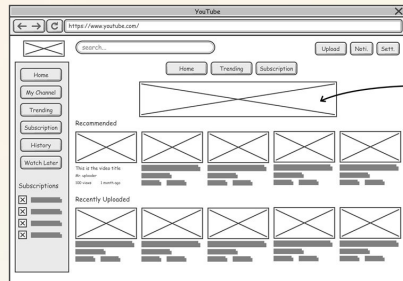 YouTube
https://www.youtube.com/
search...
Upload Noti. Sett.
Home Trending Subscription
Home
My Channel
Trending
Subscription
History
Watch Later
Subscriptions
Recommended
This is the video title
Mr. uploader
100 views 1 month ago
Recently Uploaded